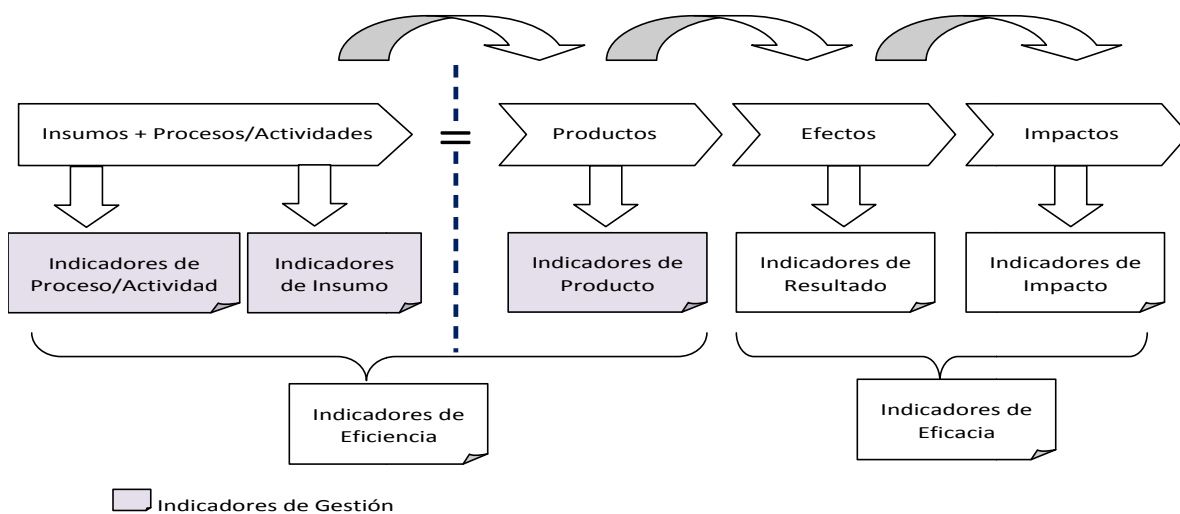 Insumos + Procesos/Actividades
=
Productos
Efectos
Impactos
Indicadores de
Proceso/Actividad
Indicadores
de Insumo
Indicadores de
Producto
Indicadores de
Resultado
Indicadores de
Impacto
Indicadores de
Eficiencia
Indicadores de
Eficacia
Indicadores de Gestión